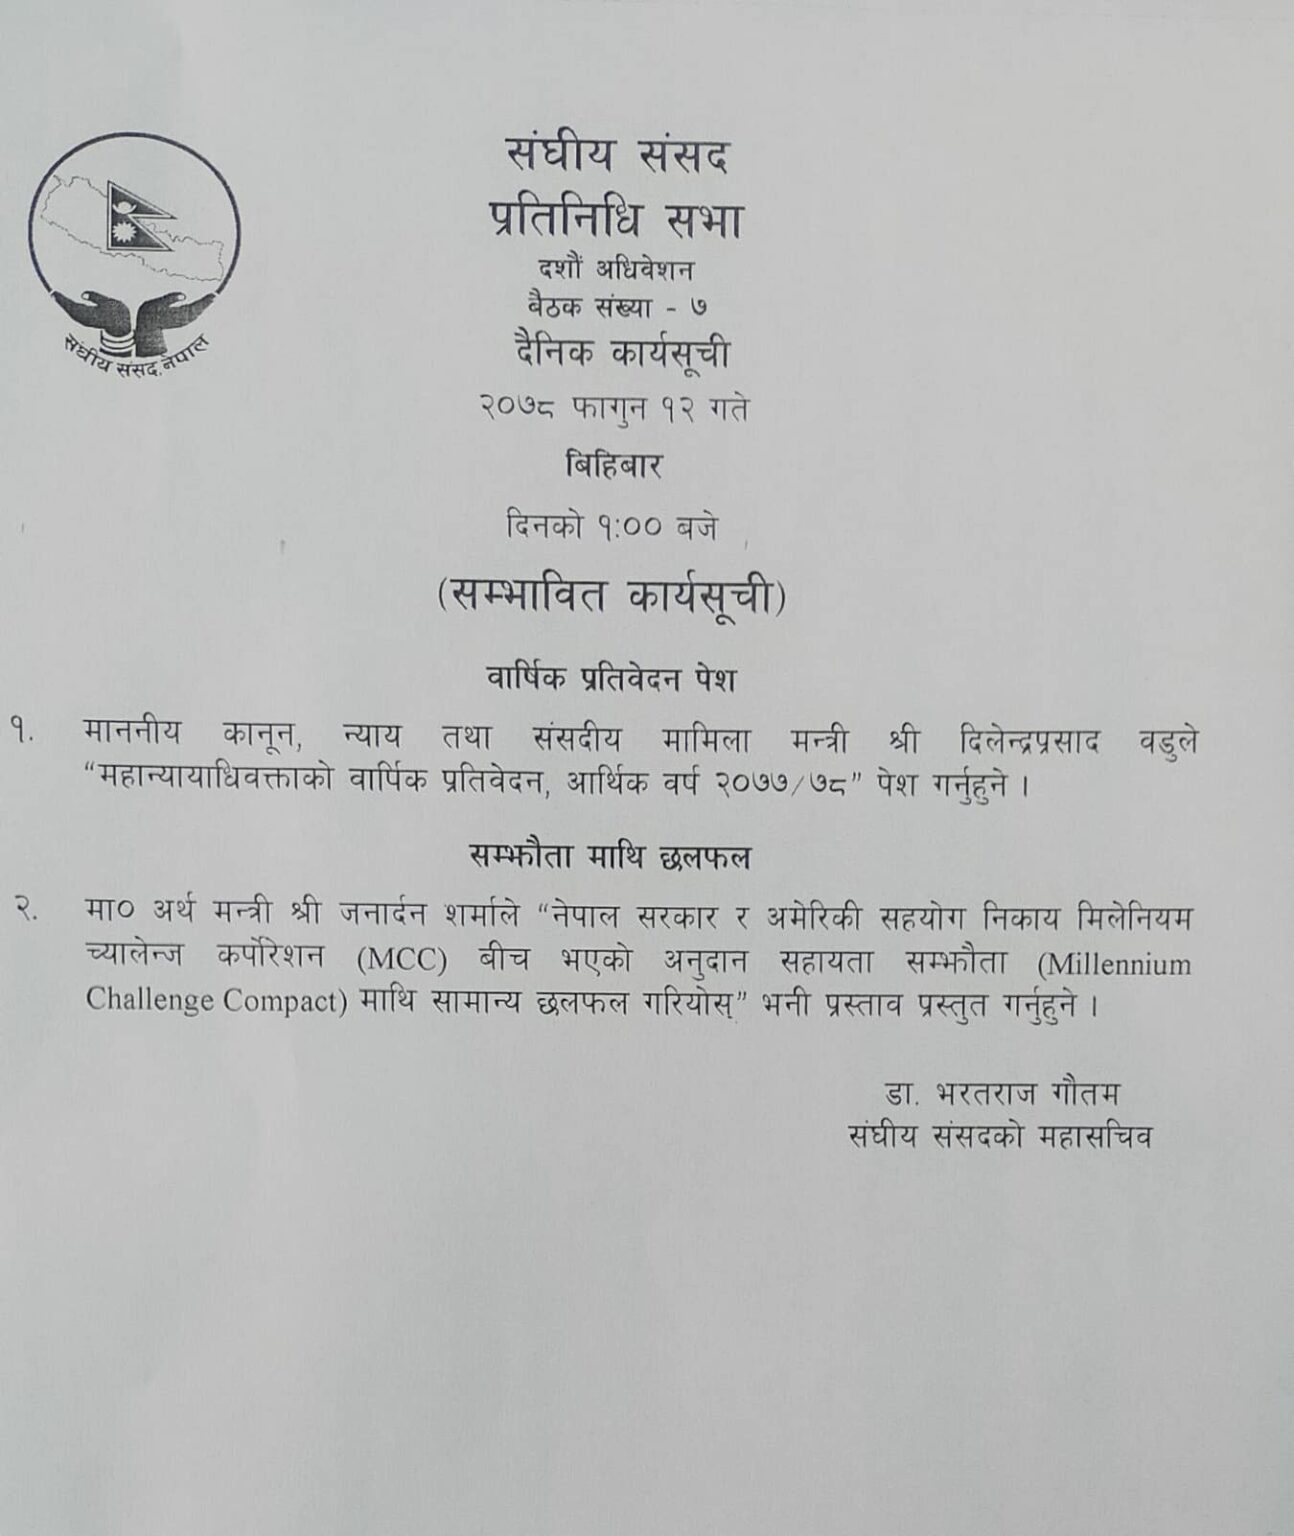 संघीय संसद
प्रतिनिधि सभा
दशौं अधिवेशन
बैठक संख्या - ७
दैनिक कार्यसूची
२०७८ फागुन १२ गते
बिहिबार
दिनको १:०० बजे
(सम्भावित कार्यसूची)
संघीय संसद, नेपाल
वार्षिक प्रतिवेदन पेश
१. माननीय कानून, न्याय तथा संसदीय मामिला मन्त्री श्री दिलेन्द्रप्रसाद वडुले
“महान्यायाधिवक्ताको वार्षिक प्रतिवेदन, आर्थिक वर्ष २०७७/७८” पेश गर्नुहुने ।
सम्झौता माथि छलफल
२. मा० अर्थ मन्त्री श्री जनार्दन शर्माले “नेपाल सरकार र अमेरिकी सहयोग निकाय मिलेनियम
च्यालेन्ज कर्पोरेशन (MCC) बीच भएको अनुदान सहायता सम्झौता (Millennium
Challenge Compact) माथि सामान्य छलफल गरियोस्” भनी प्रस्ताव प्रस्तुत गर्नुहुने ।
डा. भरतराज गौतम
संघीय संसदको महासचिव